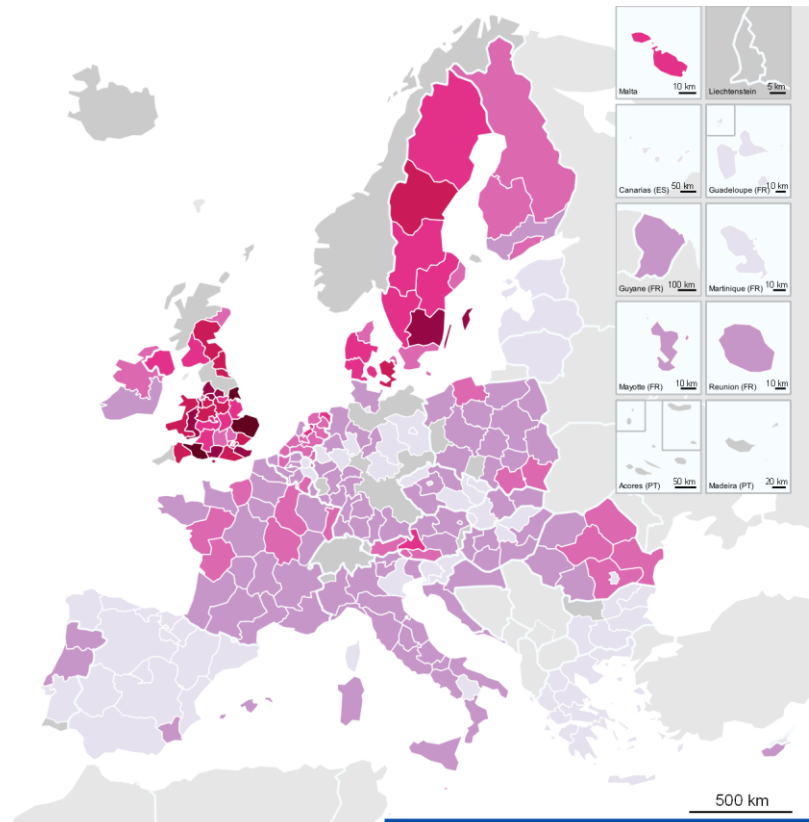 Malta
10 km
Liechtenstein
5 km
Canarias (ES)
50 km
Guadeloupe (FR)
10 km
Guyane (FR)
100 km
Martinique (FR)
10 km
Mayotte (FR)
10 km
Reunion (FR)
10 km
Acores (PT)
50 km
Madeira (PT)
20 km
500 km